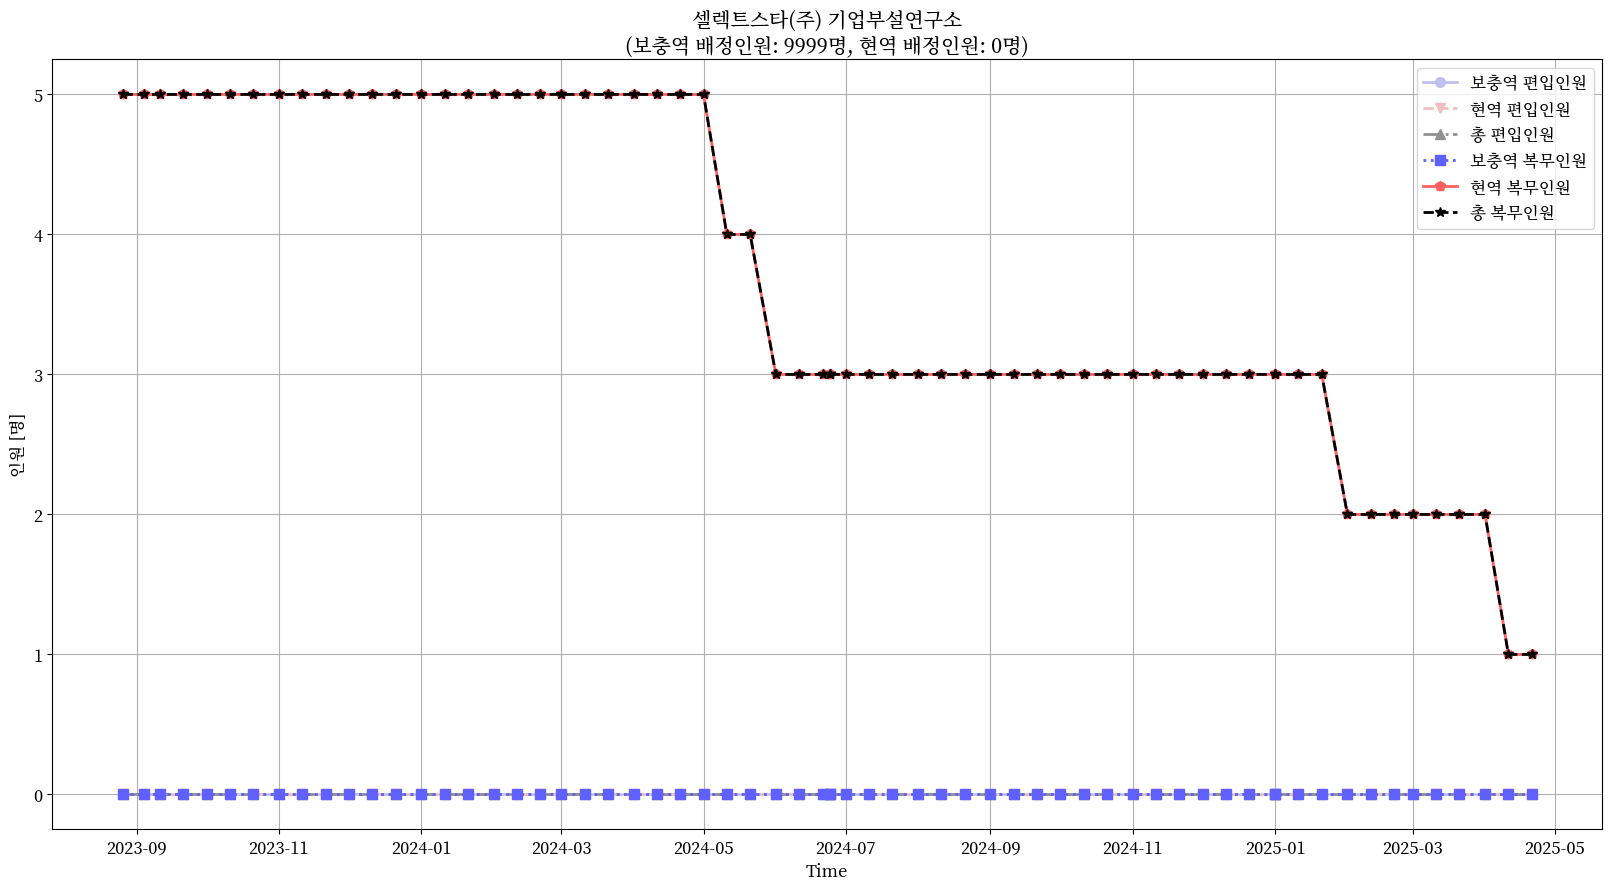 셀렉트스타(주) 기업부설연구소
(보충역 배정인원: 9999명, 현역 배정인원: 0명)
보충역 편입인원
현역 편입인원
총 편입인원
보충역 복무인원
현역 복무인원
총 복무인원
인원 [명]
5
4
3
2
1
0
2023-09
2023-11
2024-01
2024-03
2024-05
2024-07
2024-09
2024-11
2025-01
2025-03
2025-05
Time